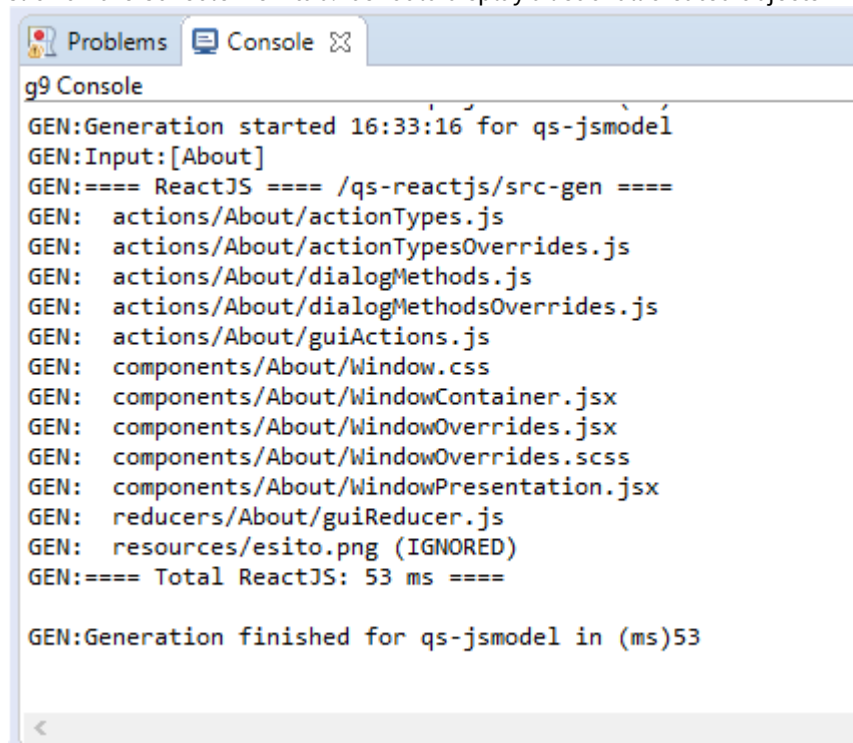 Problems Console
g9 Console
GEN:Generation started 16:33:16 for qs-jsmodel
GEN:Input:[About]
GEN:==== ReactJS ==== /qs-reactjs/src-gen ====
GEN:  actions/About/actionTypes.js
GEN:  actions/About/actionTypesOverrides.js
GEN:  actions/About/dialogMethods.js
GEN:  actions/About/dialogMethodsOverrides.js
GEN:  actions/About/guiActions.js
GEN:  components/About/Window.css
GEN:  components/About/WindowContainer.jsx
GEN:  components/About/WindowOverrides.jsx
GEN:  components/About/WindowOverrides.scss
GEN:  components/About/WindowPresentation.jsx
GEN:  reducers/About/guiReducer.js
GEN:  resources/esito.png (IGNORED)
GEN:==== Total ReactJS: 53 ms ====
GEN:Generation finished for qs-jsmodel in (ms)53